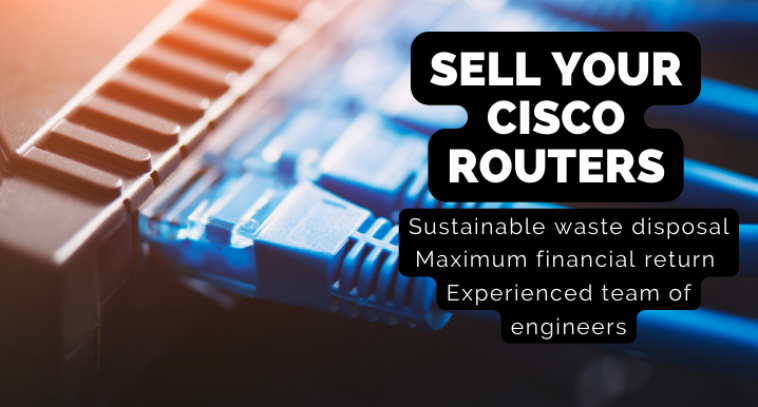 SELL YOUR
CISCO
ROUTERS
Sustainable waste disposal
Maximum financial return
Experienced team of
engineers